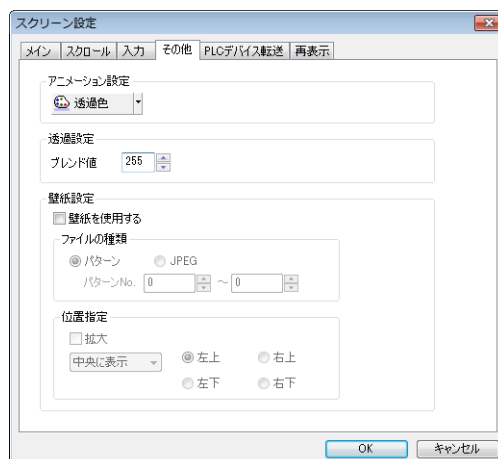 スクリーン設定
メイン スクロール 入力 その他 PLCデバイス転送 再表示
アニメーション設定
透過色
透過設定
ブレンド値 255
壁紙設定
壁紙を使用する
ファイルの種類
パターン JPEG
パターンNo. 0 ～ 0
位置指定
拡大
中央に表示 左上 右上
左下 右下
OK キャンセル